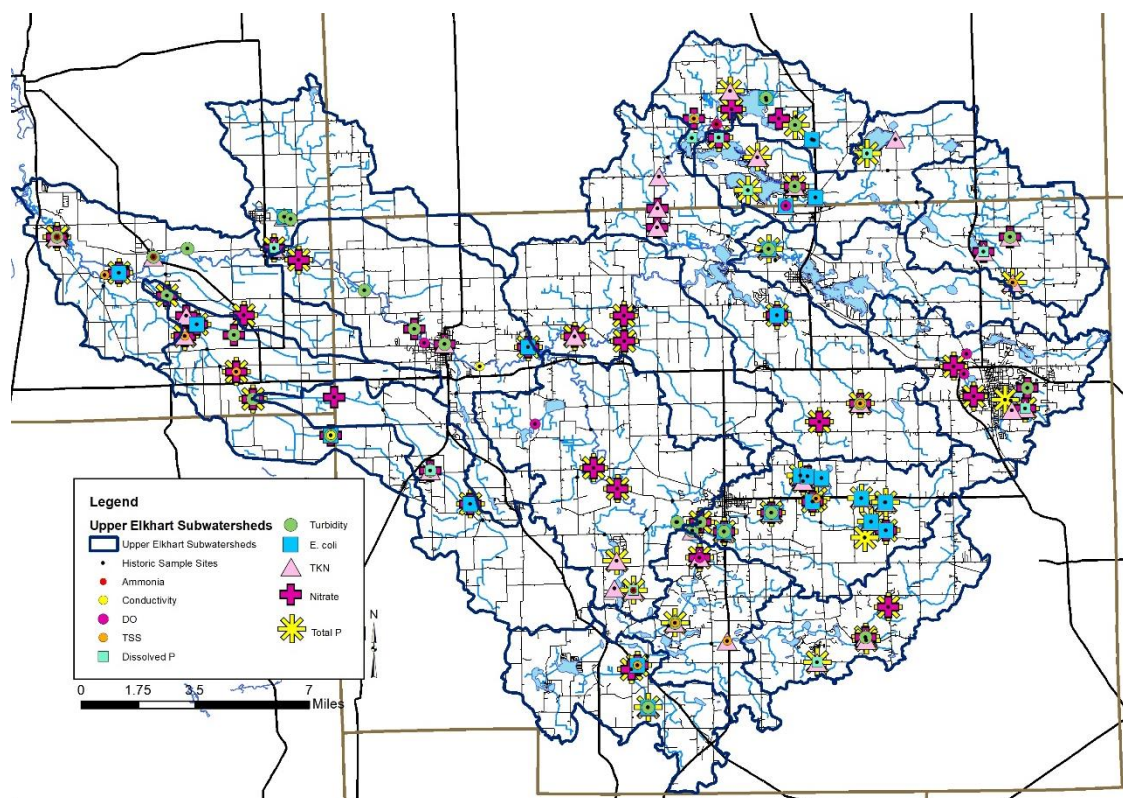 Legend
Upper Elkhart Subwatersheds
Upper Elkhart Subwatersheds
Historic Sample Sites
Ammonia
Conductivity
DO
TSS
Dissolved P
Turbidity
E. coli
TKN
Nitrate
Total P
N
0 1.75 3.5 7
Miles